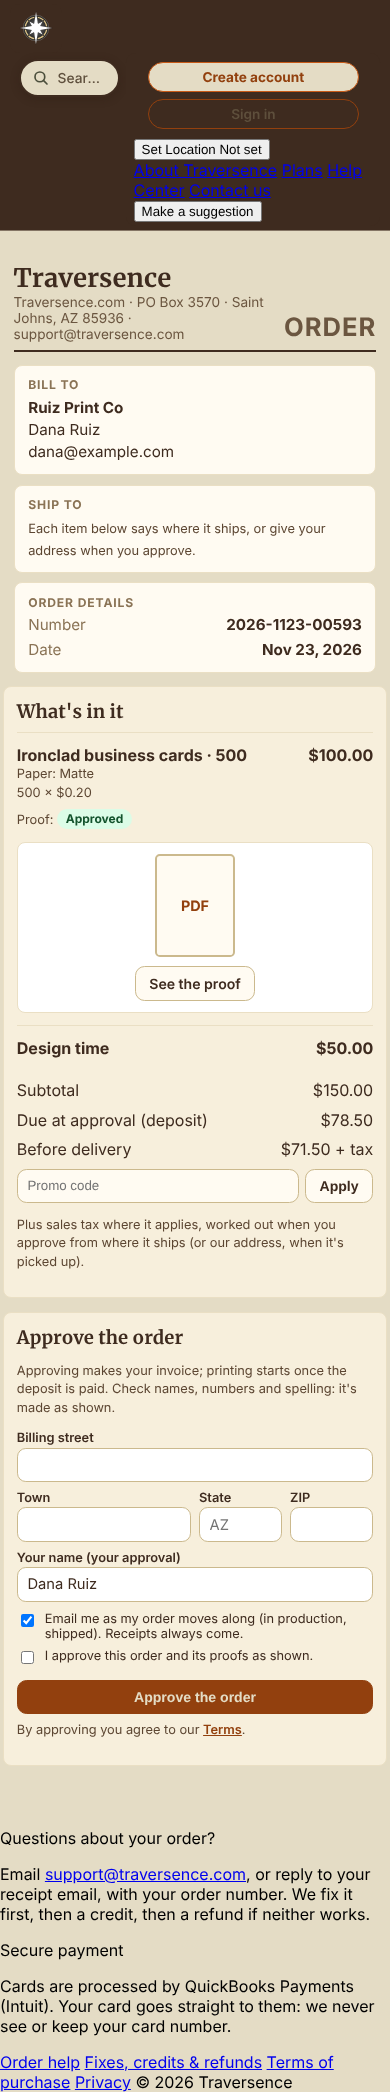 Sear...
Create account
Sign in
Set Location Not set
About Traversence Plans Help
Center Contact us
Make a suggestion
Traversence
Traversence.com · PO Box 3570 · Saint
Johns, AZ 85936 ·
support@traversence.com
ORDER
BILL TO
Ruiz Print Co
Dana Ruiz
dana@example.com
SHIP TO
Each item below says where it ships, or give your
address when you approve.
ORDER DETAILS
Number 2026-1123-00593
Date Nov 23, 2026
What's in it
Ironclad business cards · 500 $100.00
Paper: Matte
500 × $0.20
Proof: Approved
PDF
See the proof
Design time $50.00
Subtotal $150.00
Due at approval (deposit) $78.50
Before delivery $71.50 + tax
Promo code Apply
Plus sales tax where it applies, worked out when you
approve from where it ships (or our address, when it's
picked up).
Approve the order
Approving makes your invoice; printing starts once the
deposit is paid. Check names, numbers and spelling: it's
made as shown.
Billing street
Town State ZIP
AZ
Your name (your approval)
Dana Ruiz
Email me as my order moves along (in production,
shipped). Receipts always come.
I approve this order and its proofs as shown.
Approve the order
By approving you agree to our Terms.
Questions about your order?
Email support@traversence.com, or reply to your
receipt email, with your order number. We fix it
first, then a credit, then a refund if neither works.
Secure payment
Cards are processed by QuickBooks Payments
(Intuit). Your card goes straight to them: we never
see or keep your card number.
Order help Fixes, credits & refunds Terms of
purchase Privacy © 2026 Traversence